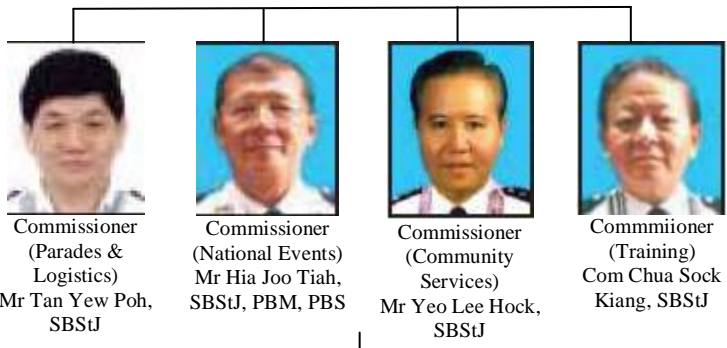 Commissioner
(Parades &
Logistics)
Mr Tan Yew Poh,
SBStJ
Commissioner
(National Events)
Mr Hia Joo Tiah,
SBStJ, PBM, PBS
Commissioner
(Community
Services)
Mr Yeo Lee Hock,
SBStJ
Commmiioner
(Training)
Com Chua Sock
Kiang, SBStJ